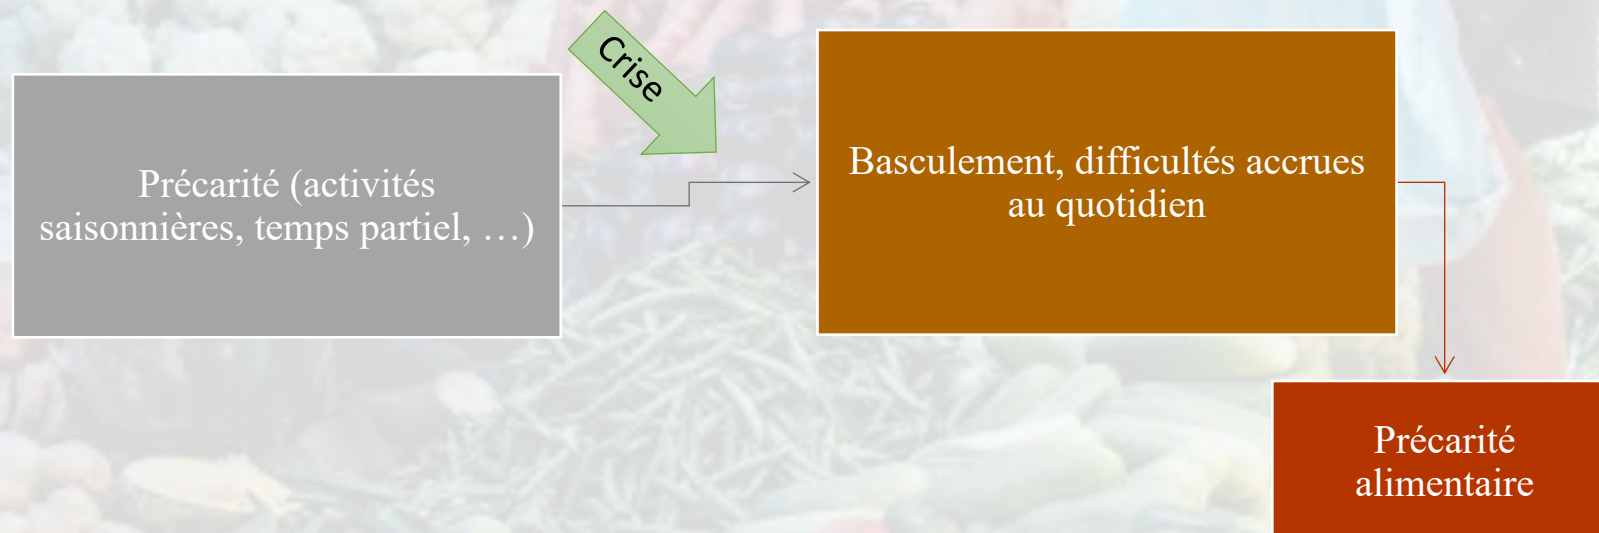 Crise
Précarité (activités
saisonnières, temps partiel, …)
Basculement, difficultés accrues
au quotidien
Précarité
alimentaire